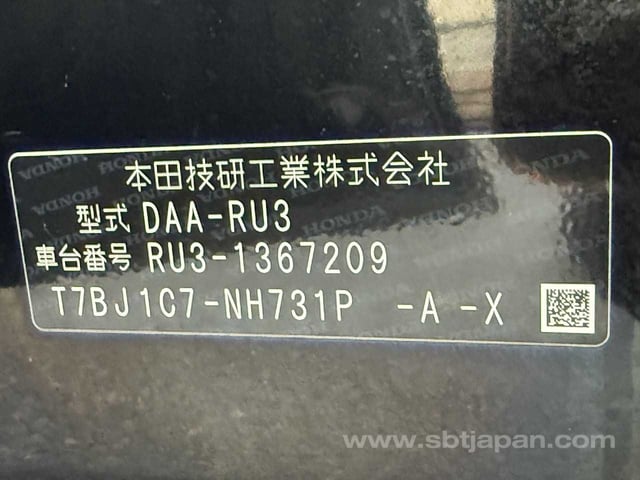 本田技研工業株式会社
型式 DAA-RU3
車台番号 RU3-1367209
T7BJ1C7-NH731P -A -X
www.sbtjapan.com